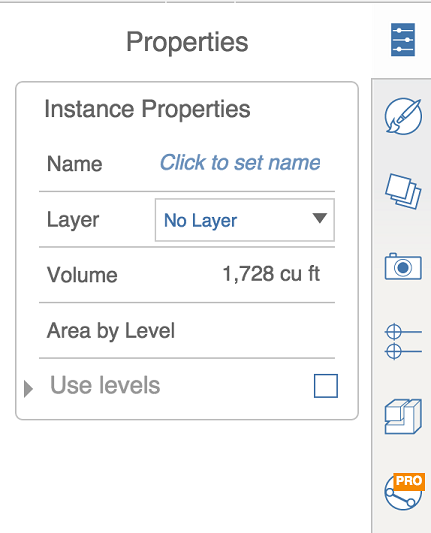 Properties
Instance Properties
Name Click to set name
Layer No Layer
Volume 1,728 cu ft
Area by Level
Use levels
PRO